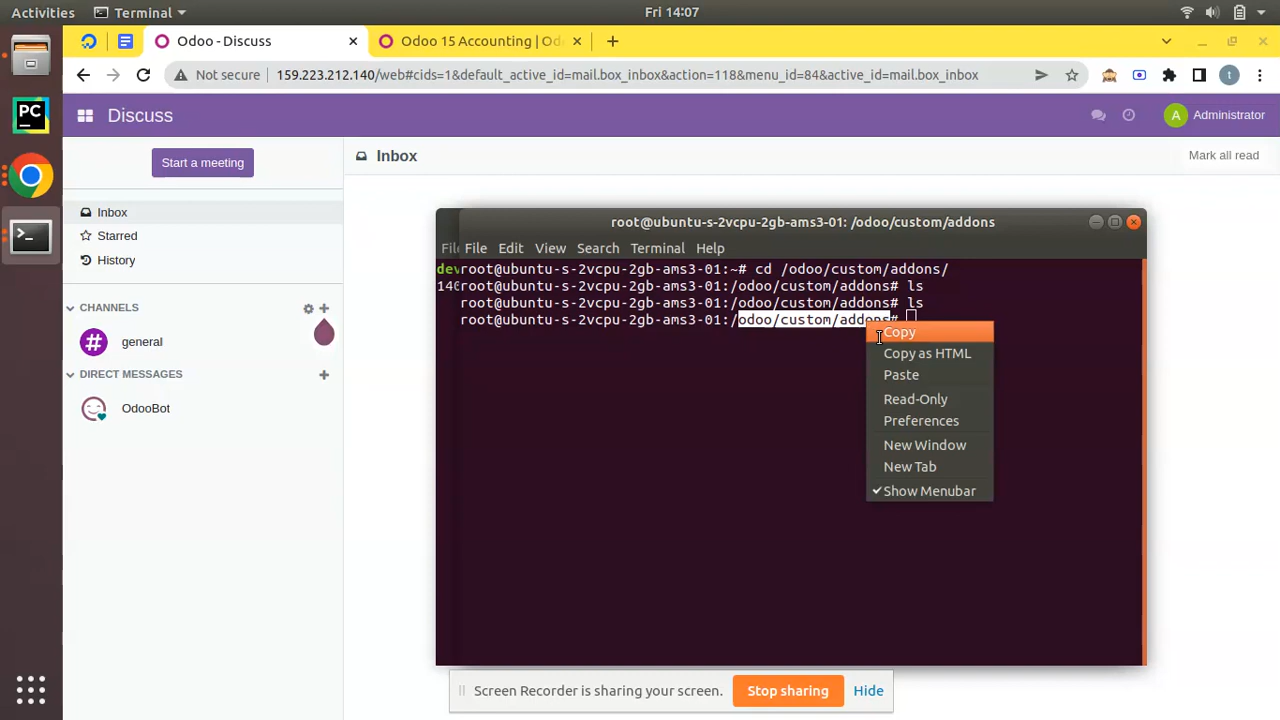 Activities
Terminal
Fri 14:07
Odoo - Discuss
Odoo 15 Accounting | Od
Not secure
159.223.212.140/web#cids=1&default_active_id=mail.box_inbox&action=118&menu_id=84&active_id=mail.box_inbox
t
PC
Discuss
A
Administrator
Start a meeting
Inbox
Mark all read
Inbox
Starred
History
CHANNELS
general
DIRECT MESSAGES
OdooBot
root@ubuntu-s-2vcpu-2gb-ams3-01: /odoo/custom/addons
File Edit View Search Terminal Help
root@ubuntu-s-2vcpu-2gb-ams3-01:~# cd /odoo/custom/addons/
root@ubuntu-s-2vcpu-2gb-ams3-01:/odoo/custom/addons# ls
root@ubuntu-s-2vcpu-2gb-ams3-01:/odoo/custom/addons# ls
root@ubuntu-s-2vcpu-2gb-ams3-01:/odoo/custom/addons#
Copy
Copy as HTML
Paste
Read-Only
Preferences
New Window
New Tab
Show Menubar
Screen Recorder is sharing your screen.
Stop sharing
Hide